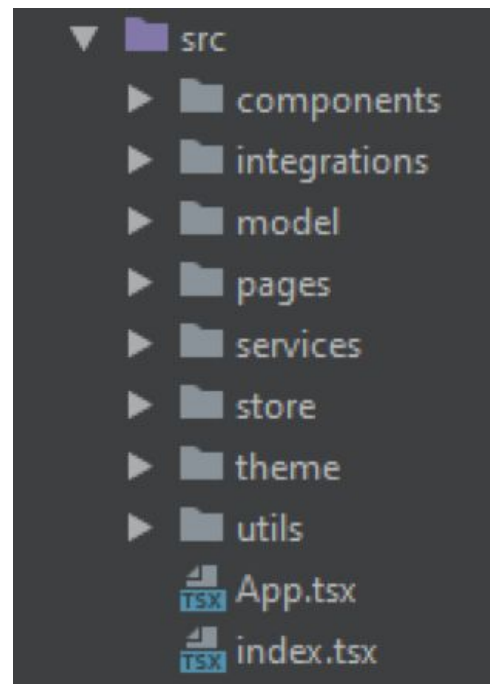 src
components
integrations
model
pages
services
store
theme
utils
TSX App.tsx
TSX index.tsx